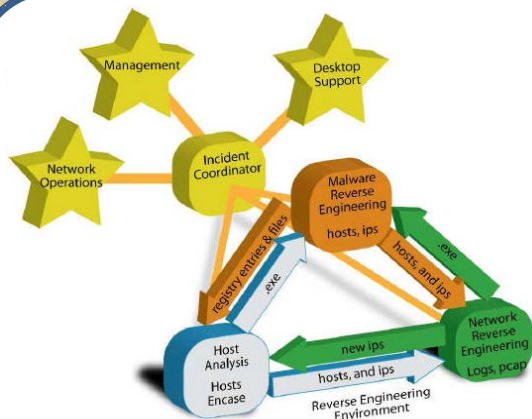 Management
Desktop
Support
Network
Operations
Incident
Coordinator
Malware
Reverse
Engineering
hosts, ips
registry entries & files
.exe
hosts, and ips
.exe
Host
Analysis
Hosts
Encase
new ips
hosts, and ips
Network
Reverse
Engineering
Logs, pcap
Reverse Engineering
Environment